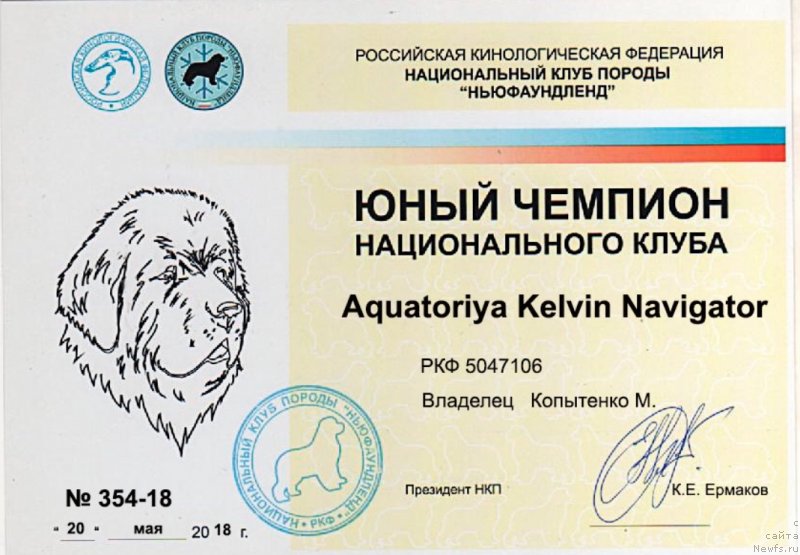 РОССИЙСКАЯ КИНОЛОГИЧЕСКАЯ ФЕДЕРАЦИЯ
НАЦИОНАЛЬНЫЙ КЛУБ ПОРОДЫ
"НЬЮФАУНДЛЕНД"
ЮНЫЙ ЧЕМПИОН
НАЦИОНАЛЬНОГО КЛУБА
Aquatoriya Kelvin Navigator
РКФ 5047106
Владелец Копытенко М.
НАЦИОНАЛЬНЫЙ КЛУБ ПОРОДЫ "НЬЮФАУНДЛЕНД" • РКФ •
Президент НКП
К.Е. Ермаков
№ 354-18
"20" мая 2018 г.
с сайта
Newfs.ru